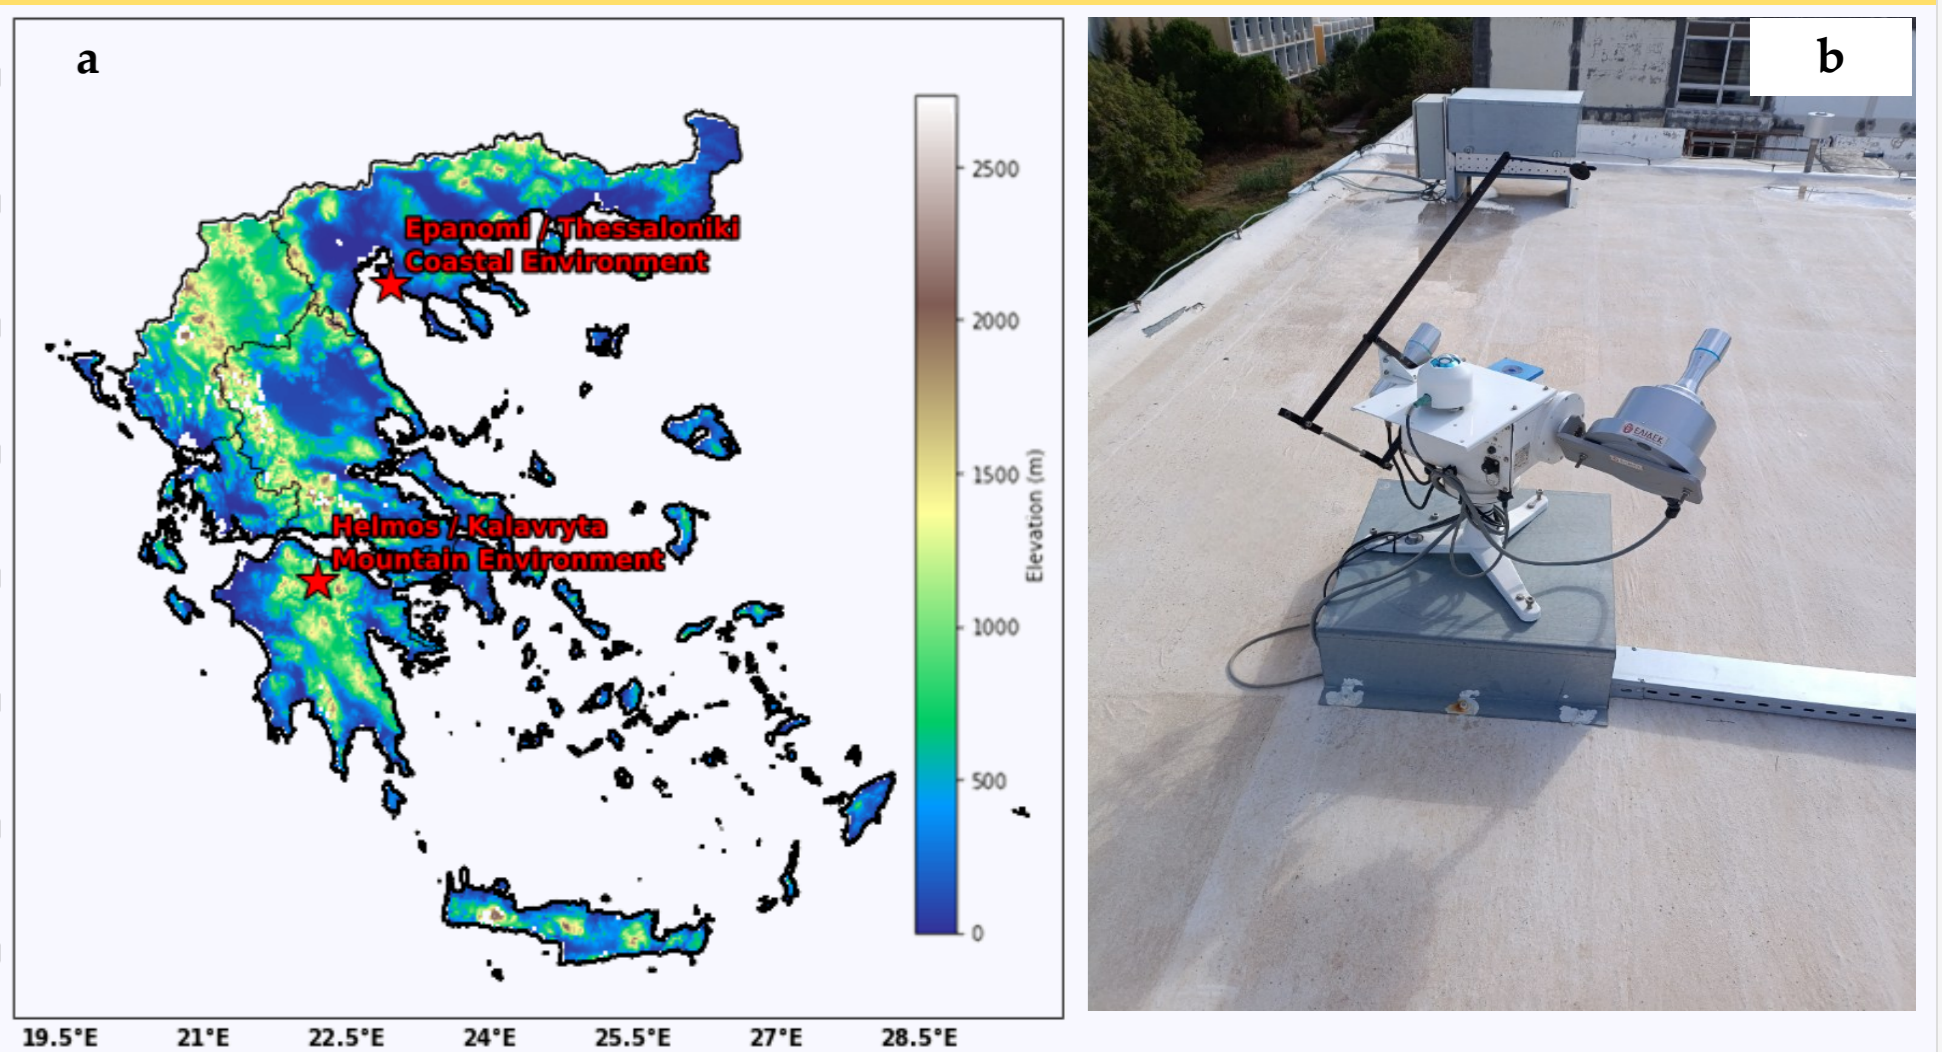 a
2500
Epanomi / Thessaloniki
Coastal Environment
2000
1500
Elevation (m)
Helmos / Kalavryta
Mountain Environment
1000
500
0
19.5°E 21°E 22.5°E 24°E 25.5°E 27°E 28.5°E
b
ΕΛΙΔΕΚ